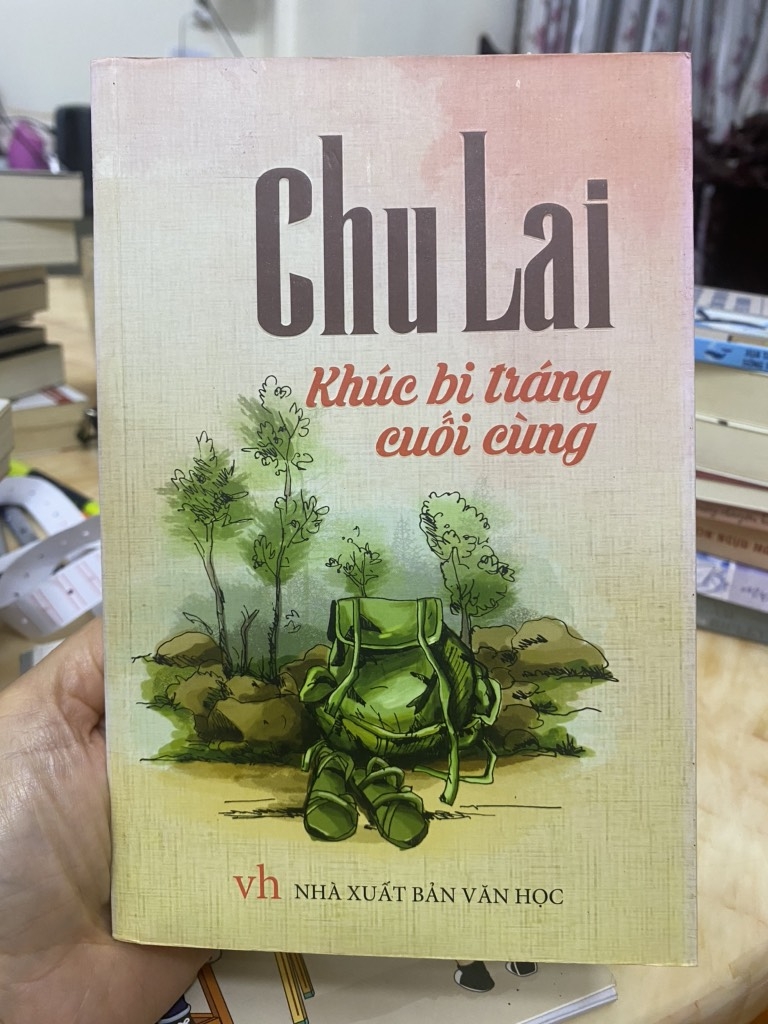 Chu Lai
Khúc bi tráng
cuối cùng
vh NHÀ XUẤT BẢN VĂN HỌC